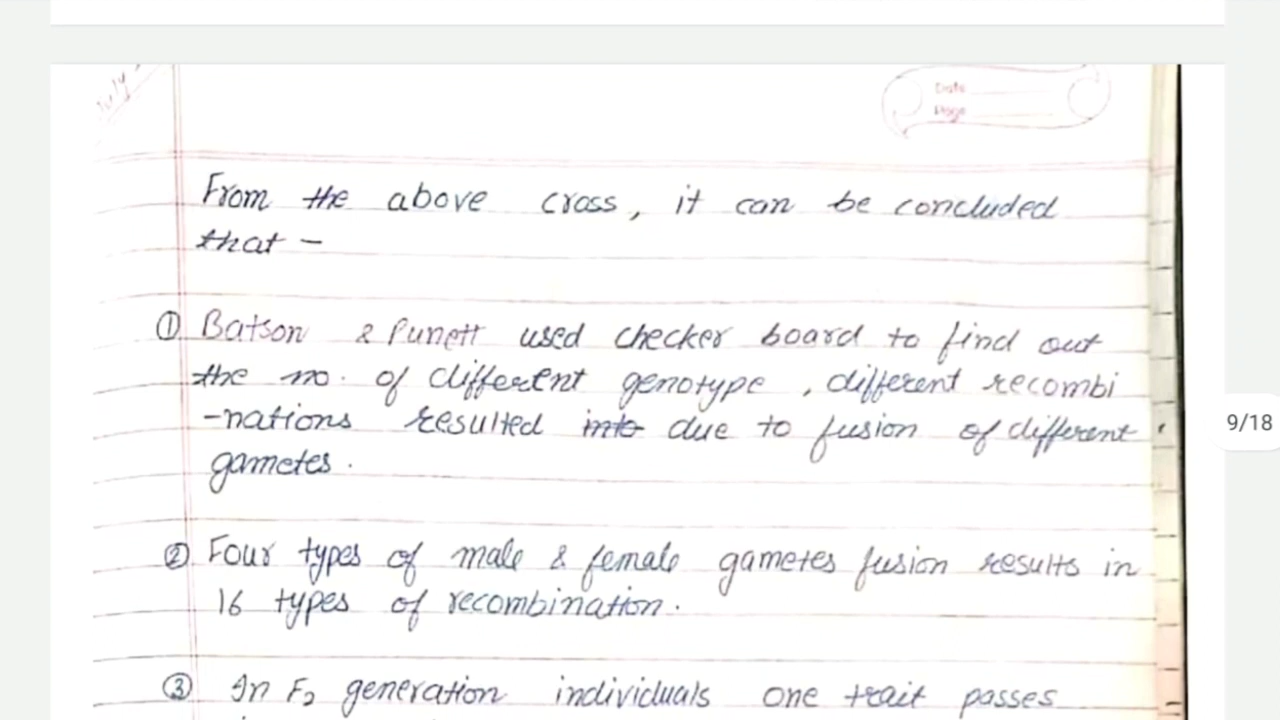 July
Date
Page
From the above cross, it can be concluded
that –
① Batson & Punett used checker board to find out
the no. of different genotype , different recombi
-nations resulted into due to fusion of different
gametes.
9/18
② Four types of male & female gametes fusion results in
16 types of recombination.
③ In F₂ generation individuals one trait passes